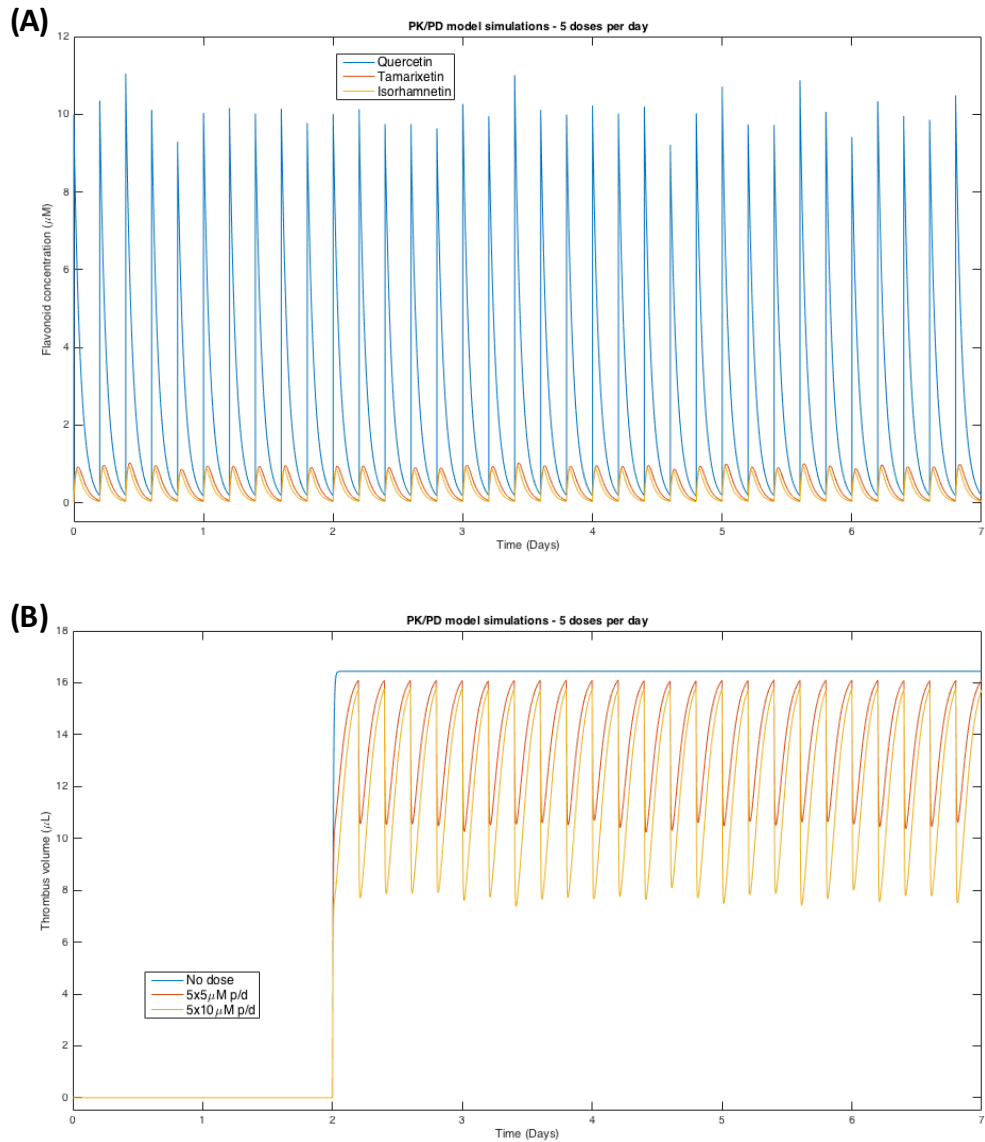 (A)
PK/PD model simulations - 5 doses per day
12
10
8
6
4
2
0
Flavonoid concentration (μM)
Quercetin
Tamarixetin
Isorhamnetin
0 1 2 3 4 5 6 7
Time (Days)
(B)
PK/PD model simulations - 5 doses per day
18
16
14
12
10
8
6
4
2
0
Thrombus volume (μL)
No dose
5x5μM p/d
5x10 μM p/d
0 1 2 3 4 5 6 7
Time (Days)